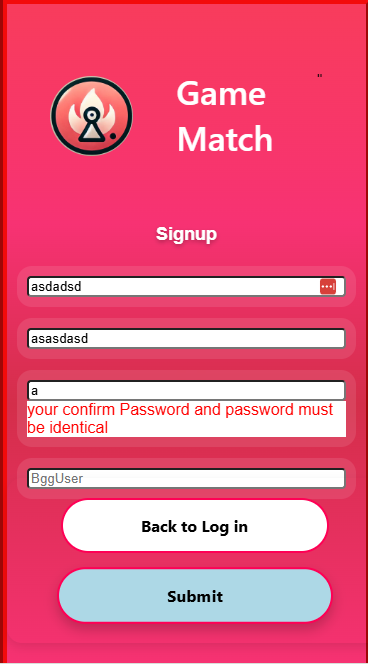 Game
Match
"
Signup
asdadsd
asasdasd
a
your confirm Password and password must
be identical
BggUser
Back to Log in
Submit